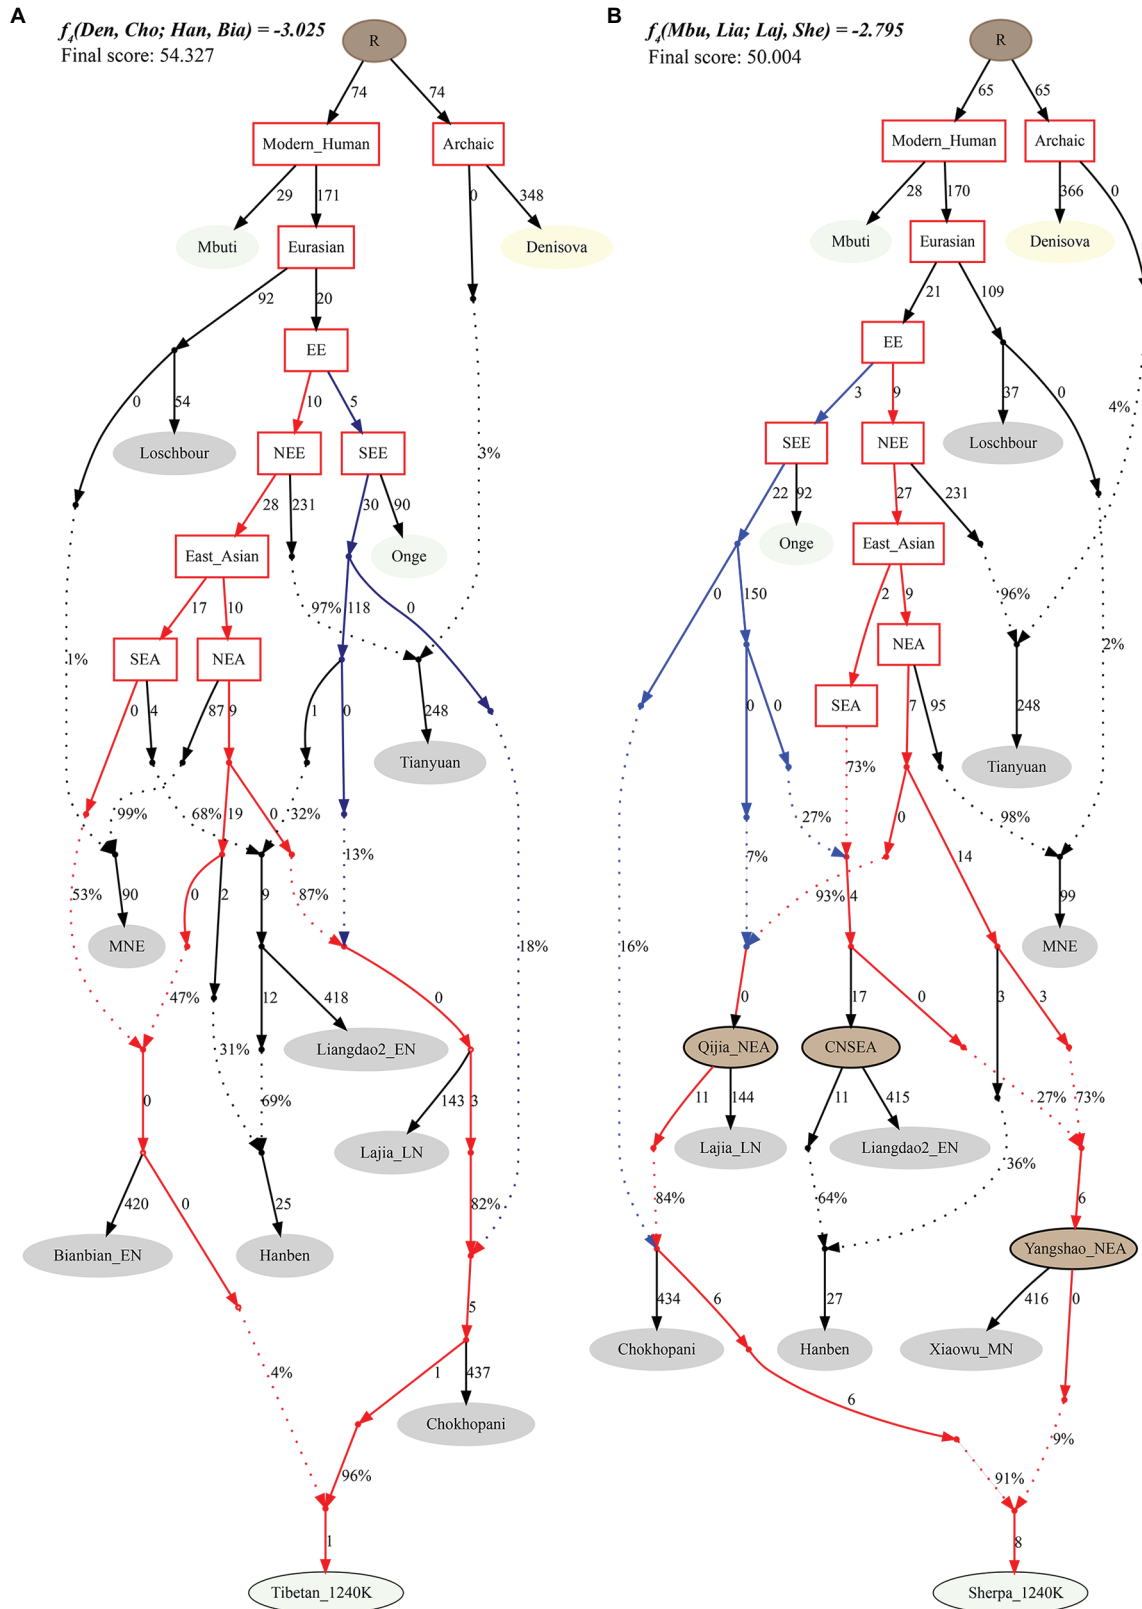 A
f4(Den, Cho; Han, Bia) = -3.025
Final score: 54.327
R
74
74
Modern_Human
Archaic
29
171
0
348
Mbuti
Eurasian
Denisova
92
20
EE
0
54
10
5
3%
Loschbour
NEE
SEE
28
231
30
90
East_Asian
Onge
17
10
97%
118
0
1%
SEA
NEA
0
4
87
9
1
0
248
Tianyuan
99%
68%
19
0
32%
13%
53%
90
0
2
9
87%
MNE
18%
47%
12
418
0
31%
Liangdao2_EN
0
69%
143
3
Lajia_LN
420
0
25
82%
Bianbian_EN
Hanben
5
4%
1
437
Chokhopani
96%
1
Tibetan_1240K
B
f4(Mbu, Lia; Laj, She) = -2.795
Final score: 50.004
R
65
65
Modern_Human
Archaic
28
170
366
0
Mbuti
Eurasian
Denisova
21
109
EE
3
9
37
0
4%
SEE
NEE
Loschbour
22
92
27
231
Onge
East_Asian
0
150
2
9
96%
NEA
2%
SEA
0
0
7
95
248
73%
Tianyuan
27%
0
98%
7%
14
93%
4
99
16%
MNE
0
17
0
3
3
Qijia_NEA
CNSEA
11
144
11
415
27%
73%
Lajia_LN
Liangdao2_EN
36%
84%
64%
6
Yangshao_NEA
434
6
27
416
0
Chokhopani
Hanben
Xiaowu_MN
6
9%
91%
8
Sherpa_1240K